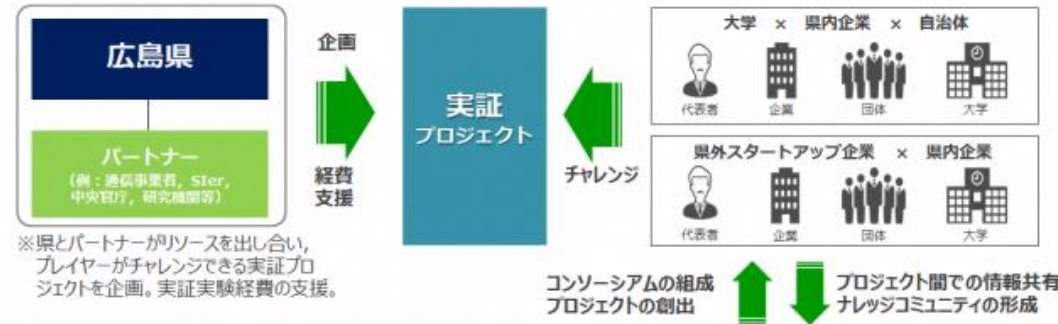 広島県
パートナー
(例:通信事業者, SIer,
中央官庁, 研究機関等)
※県とパートナーがリソースを出し合い,
プレイヤーがチャレンジできる実証プロ
ジェクトを企画。実証実験経費の支援。
企画
経費
支援
実証
プロジェクト
チャレンジ
大学 × 県内企業 × 自治体
代表者 企業 団体 大学
県外スタートアップ企業 × 県内企業
代表者 企業 団体 大学
コンソーシアムの組成
プロジェクトの創出
プロジェクト間での情報共有
ナレッジコミュニティの形成